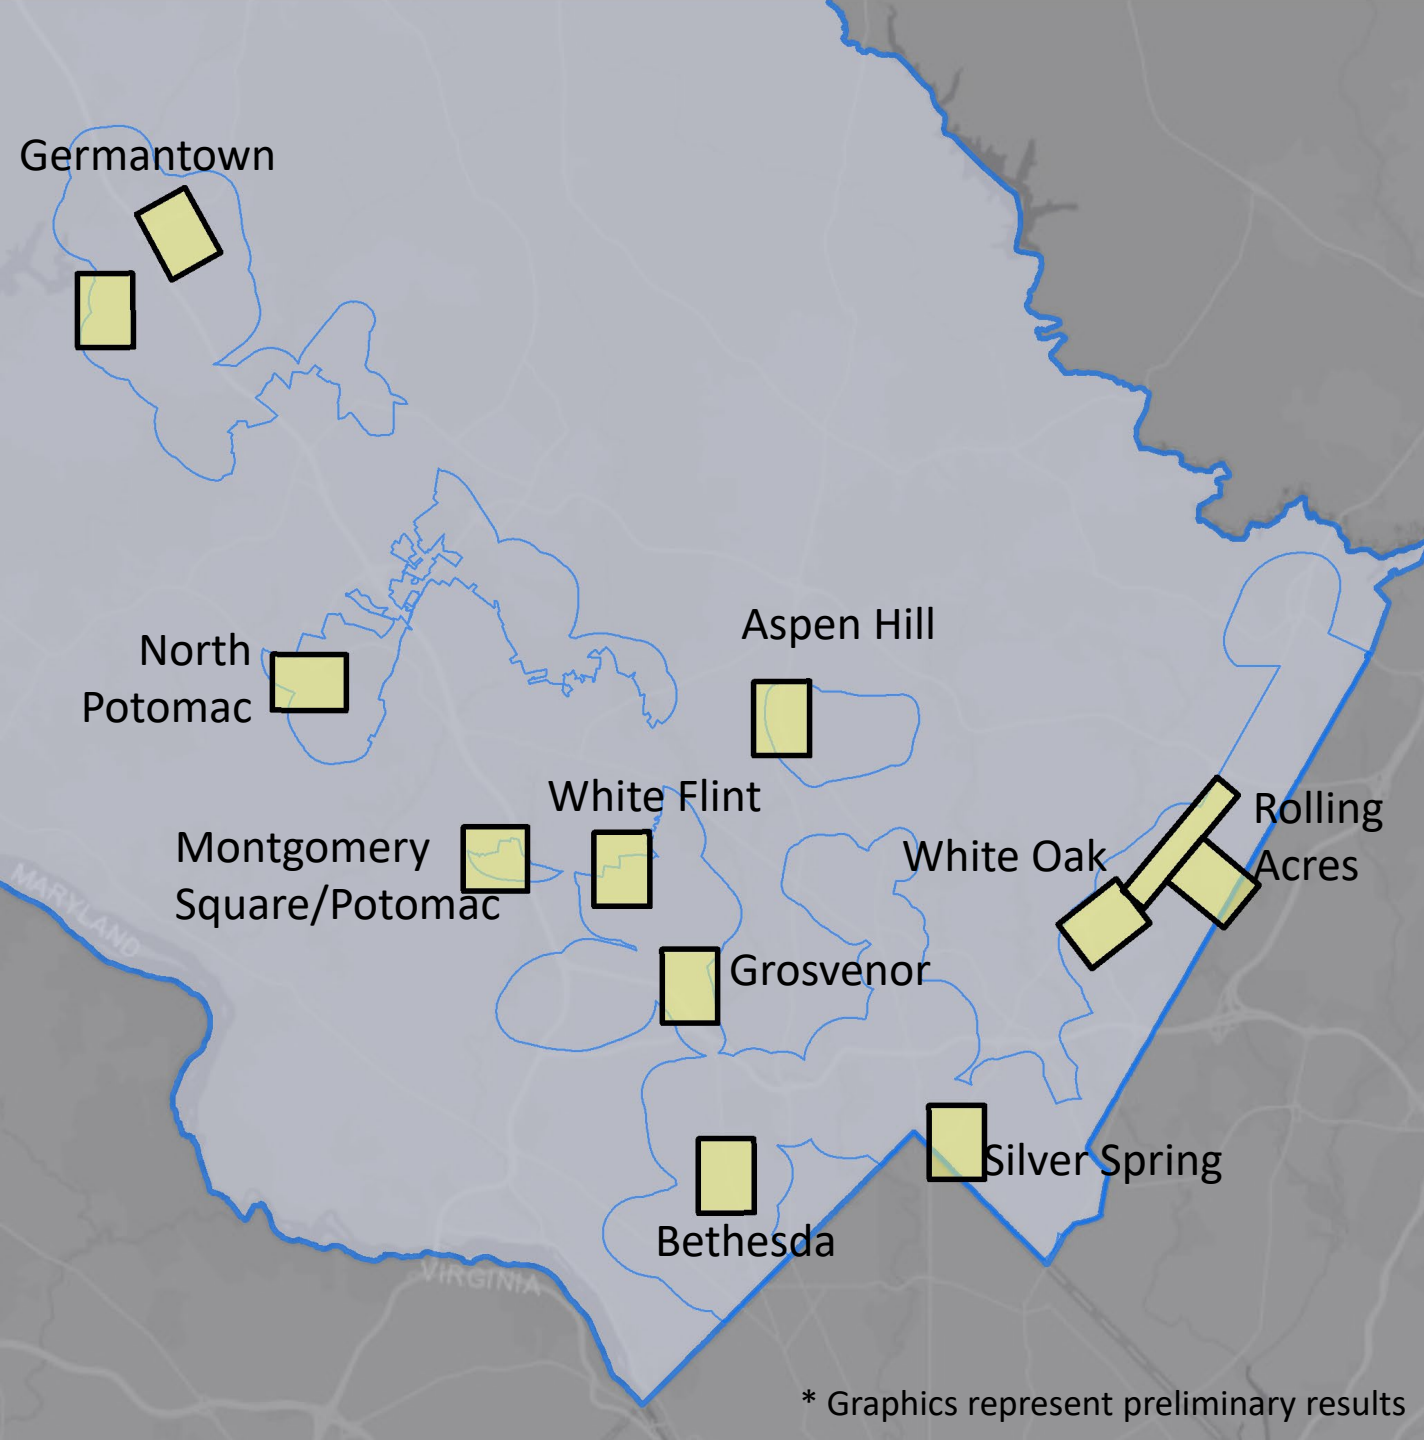 Germantown
North
Potomac
Aspen Hill
White Flint
Montgomery
Square/Potomac
Rolling
Acres
White Oak
MARYLAND
Grosvenor
Silver Spring
Bethesda
VIRGINIA
* Graphics represent preliminary results